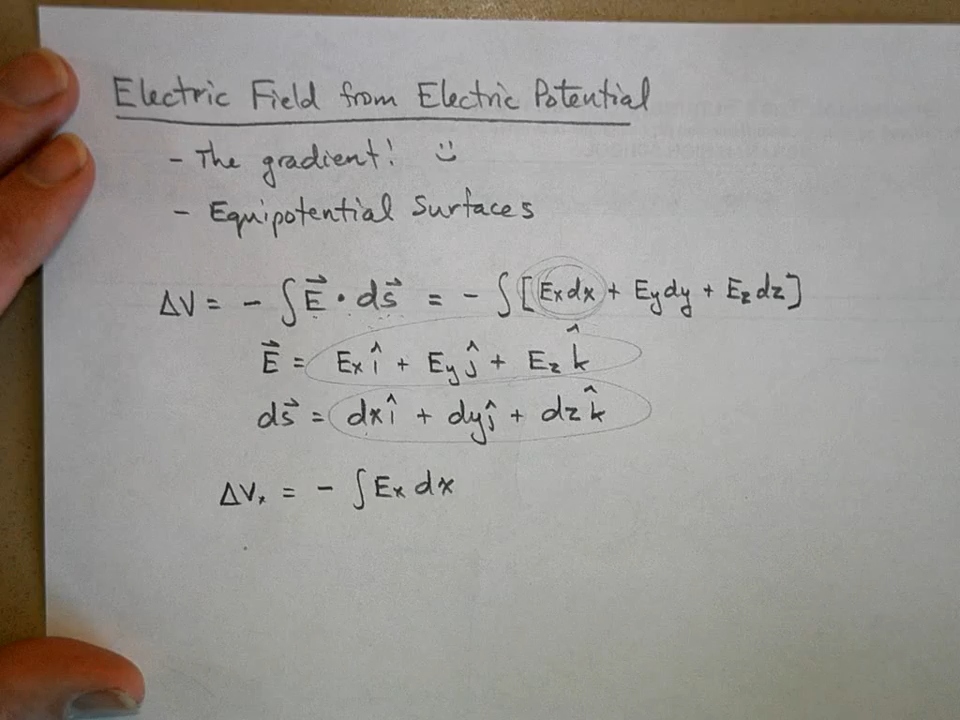 Electric Field from Electric Potential
- The gradient! :)
- Equipotential Surfaces
ΔV = - ∫ E⃗ • ds⃗ = - ∫ [Exdx + Eydy + Ezdz]
E⃗ = Ex î + Ey ĵ + Ez k̂
ds⃗ = dx î + dy ĵ + dz k̂
ΔVx = - ∫ Ex dx